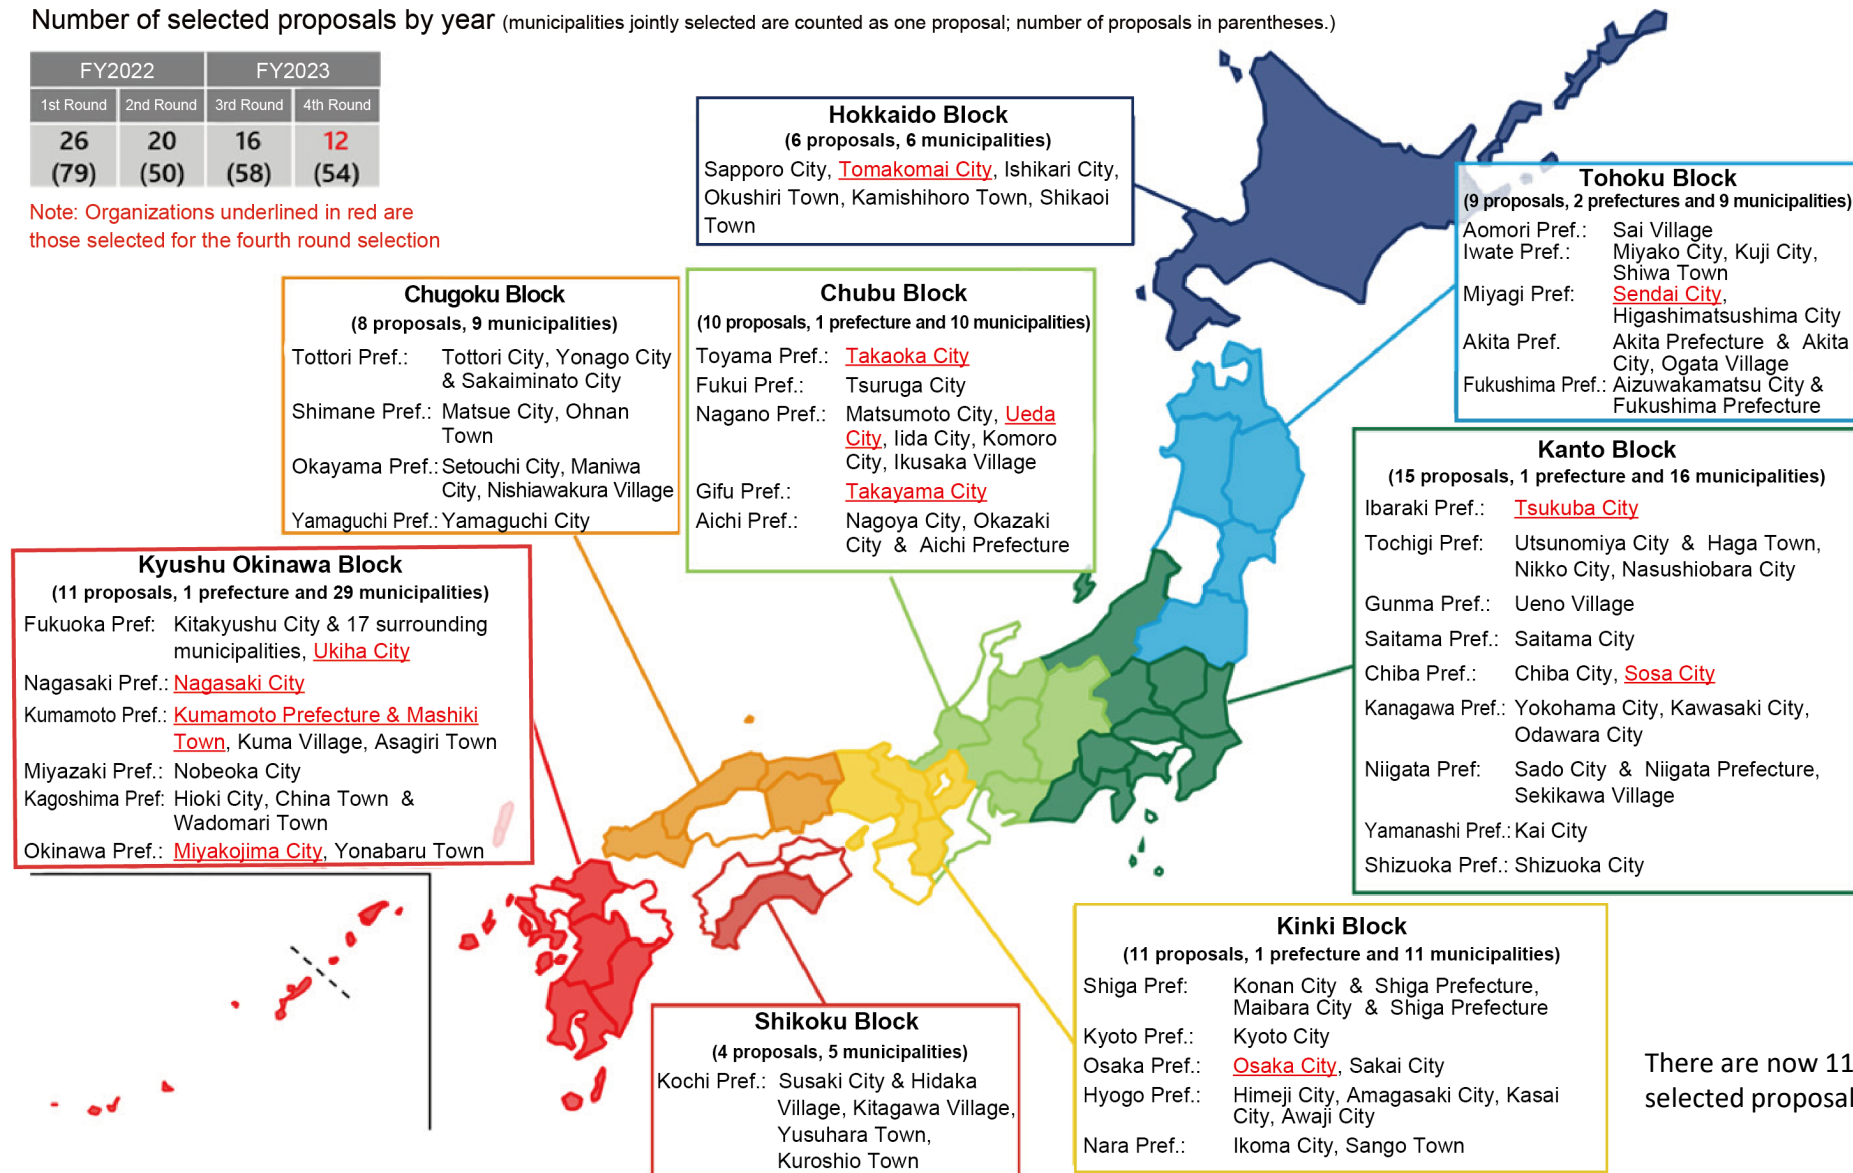 Number of selected proposals by year (municipalities jointly selected are counted as one proposal; number of proposals in parentheses.)
FY2022 FY2023
1st Round 2nd Round 3rd Round 4th Round
26 20 16 12
(79) (50) (58) (54)
Note: Organizations underlined in red are
those selected for the fourth round selection
Hokkaido Block
(6 proposals, 6 municipalities)
Sapporo City, Tomakomai City, Ishikari City,
Okushiri Town, Kamishihoro Town, Shikaoi
Town
Tohoku Block
(9 proposals, 2 prefectures and 9 municipalities)
Aomori Pref.: Sai Village
Iwate Pref.: Miyako City, Kuji City,
Shiwa Town
Miyagi Pref: Sendai City,
Higashimatsushima City
Akita Pref. Akita Prefecture & Akita
City, Ogata Village
Fukushima Pref.: Aizuwakamatsu City &
Fukushima Prefecture
Chugoku Block
(8 proposals, 9 municipalities)
Tottori Pref.: Tottori City, Yonago City
& Sakaiminato City
Shimane Pref.: Matsue City, Ohnan
Town
Okayama Pref.: Setouchi City, Maniwa
City, Nishiawakura Village
Yamaguchi Pref.: Yamaguchi City
Chubu Block
(10 proposals, 1 prefecture and 10 municipalities)
Toyama Pref.: Takaoka City
Fukui Pref.: Tsuruga City
Nagano Pref.: Matsumoto City, Ueda
City, Iida City, Komoro
City, Ikusaka Village
Gifu Pref.: Takayama City
Aichi Pref.: Nagoya City, Okazaki
City & Aichi Prefecture
Kanto Block
(15 proposals, 1 prefecture and 16 municipalities)
Ibaraki Pref.: Tsukuba City
Tochigi Pref: Utsunomiya City & Haga Town,
Nikko City, Nasushiobara City
Gunma Pref.: Ueno Village
Saitama Pref.: Saitama City
Chiba Pref.: Chiba City, Sosa City
Kanagawa Pref.: Yokohama City, Kawasaki City,
Odawara City
Niigata Pref: Sado City & Niigata Prefecture,
Sekikawa Village
Yamanashi Pref.: Kai City
Shizuoka Pref.: Shizuoka City
Kyushu Okinawa Block
(11 proposals, 1 prefecture and 29 municipalities)
Fukuoka Pref: Kitakyushu City & 17 surrounding
municipalities, Ukiha City
Nagasaki Pref.: Nagasaki City
Kumamoto Pref.: Kumamoto Prefecture & Mashiki
Town, Kuma Village, Asagiri Town
Miyazaki Pref.: Nobeoka City
Kagoshima Pref: Hioki City, China Town &
Wadomari Town
Okinawa Pref.: Miyakojima City, Yonabaru Town
Shikoku Block
(4 proposals, 5 municipalities)
Kochi Pref.: Susaki City & Hidaka
Village, Kitagawa Village,
Yusuhara Town,
Kuroshio Town
Kinki Block
(11 proposals, 1 prefecture and 11 municipalities)
Shiga Pref: Konan City & Shiga Prefecture,
Maibara City & Shiga Prefecture
Kyoto Pref.: Kyoto City
Osaka Pref.: Osaka City, Sakai City
Hyogo Pref.: Himeji City, Amagasaki City, Kasai
City, Awaji City
Nara Pref.: Ikoma City, Sango Town
There are now 11
selected proposal